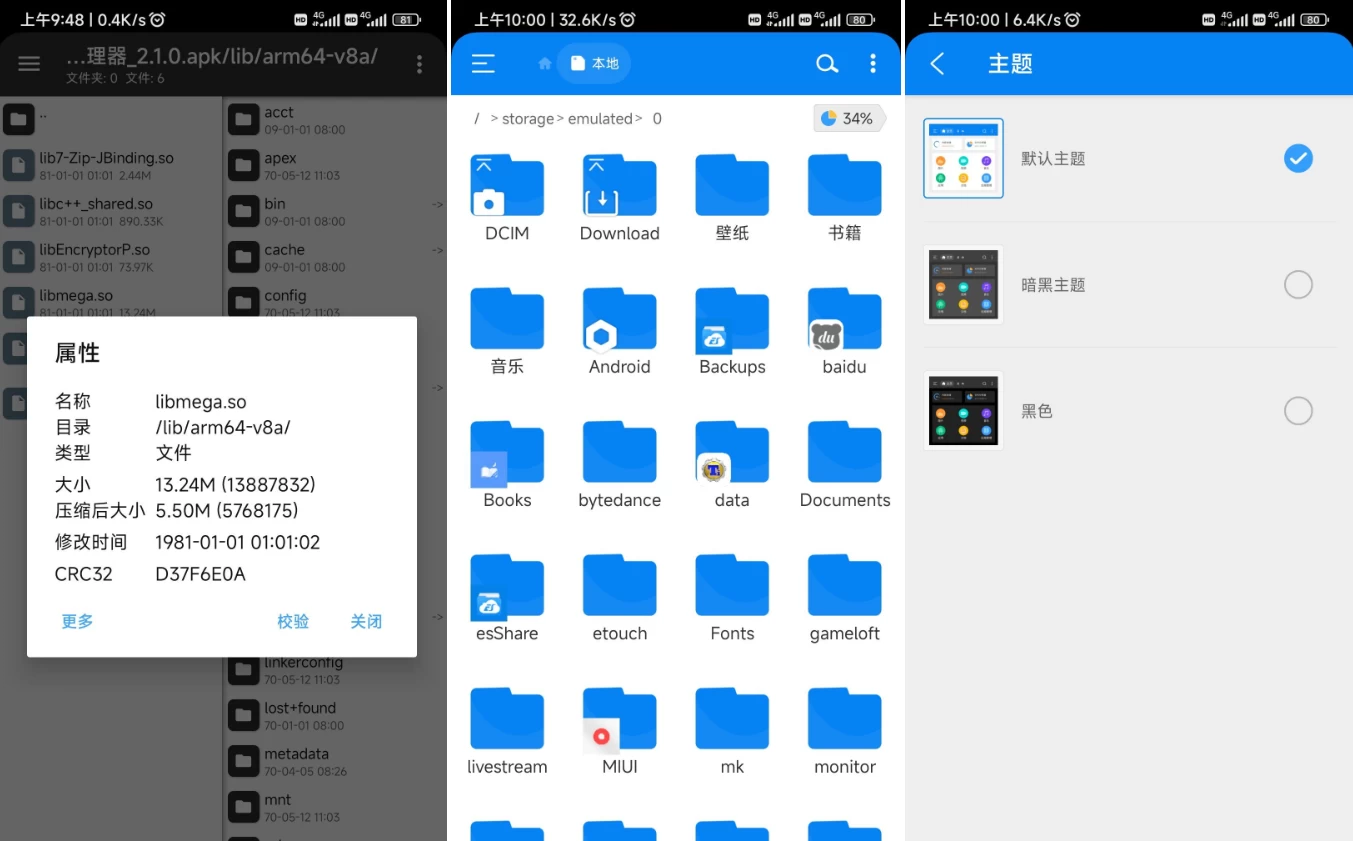 上午9:48 | 0.4K/s
HD 4G HD 4G 81
...理器_2.1.0.apk/lib/arm64-v8a/
文件夹: 0 文件: 6
..
lib7-Zip-JBinding.so
81-01-01 01:01 2.44M
libc++_shared.so
81-01-01 01:01 890.33K
libEncryptorP.so
81-01-01 01:01 73.97K
libmega.so
81-01-01 01:01 13.24M
acct
09-01-01 08:00
apex
70-05-12 11:03
bin
09-01-01 08:00
->
cache
09-01-01 08:00
->
config
70-05-12 11:03
->
->
属性
名称 libmega.so
目录 /lib/arm64-v8a/
类型 文件
大小 13.24M (13887832)
压缩后大小 5.50M (5768175)
修改时间 1981-01-01 01:01:02
CRC32 D37F6E0A
更多 校验 关闭
linkerconfig
70-05-12 11:03
lost+found
70-01-01 08:00
metadata
70-04-05 08:26
mnt
70-05-12 11:03
上午10:00 | 32.6K/s
HD 4G HD 4G 80
本地
/ > storage > emulated > 0
34%
DCIM Download 壁纸 书籍
音乐 Android Backups baidu
du
Books bytedance data Documents
esShare etouch Fonts gameloft
livestream MIUI mk monitor
上午10:00 | 6.4K/s
HD 4G HD 4G 80
主题
默认主题
暗黑主题
黑色